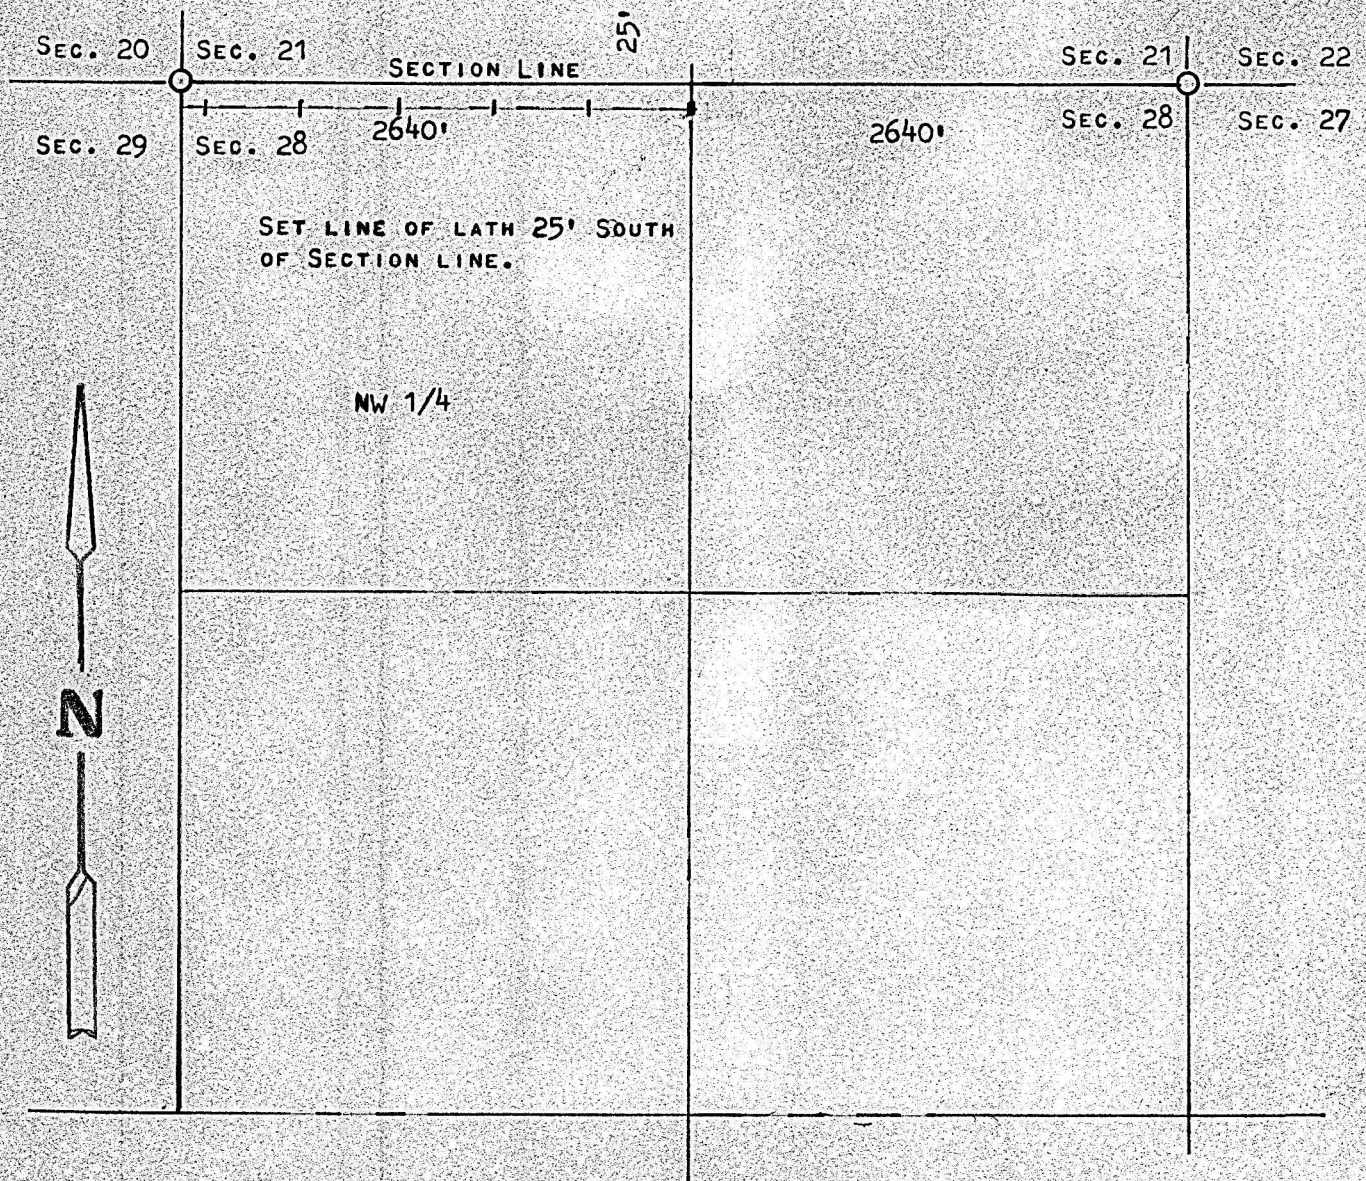 25'
SEC. 20
SEC. 21
SECTION LINE
SEC. 21
SEC. 22
SEC. 29
SEC. 28
2640'
2640'
SEC. 28
SEC. 27
SET LINE OF LATH 25' SOUTH
OF SECTION LINE.
NW 1/4
N